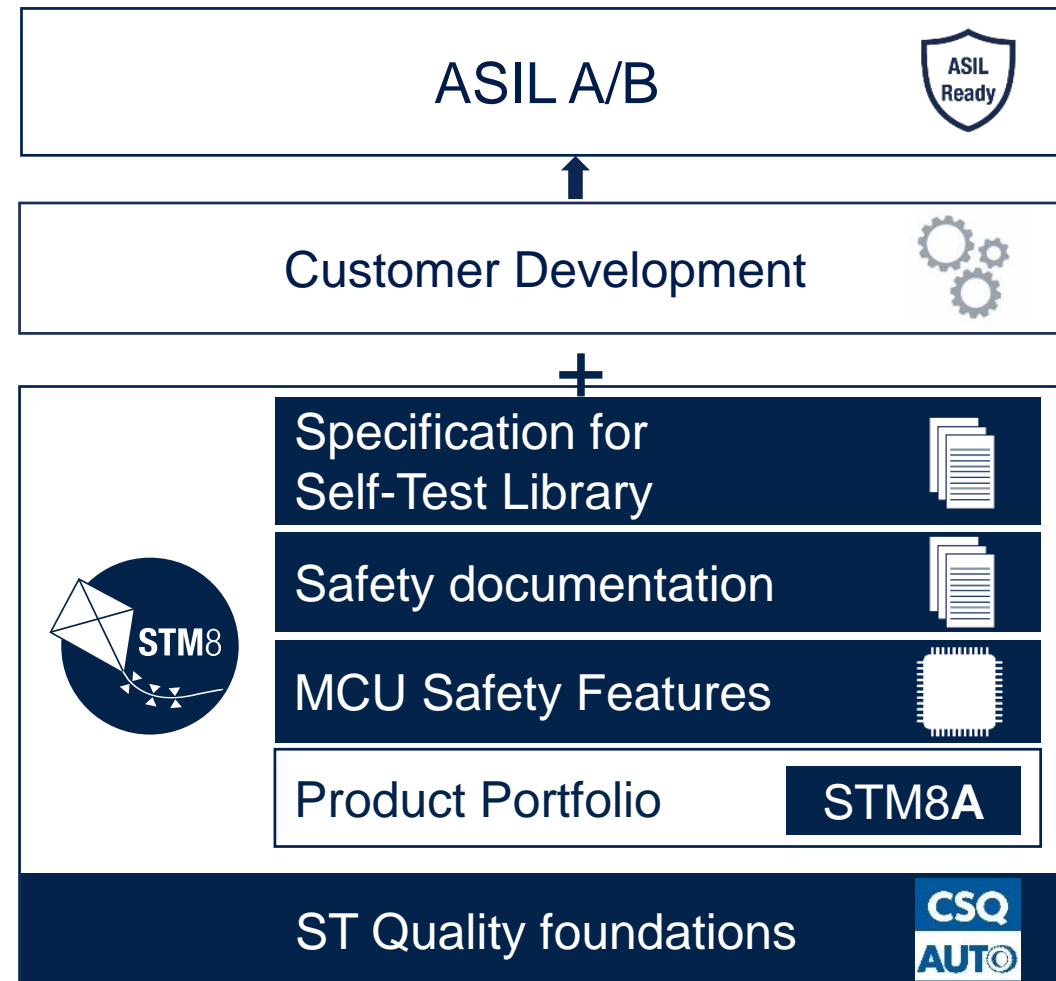 ASIL A/B
ASIL
Ready
Customer Development
+
Specification for
Self-Test Library
Safety documentation
STM8
MCU Safety Features
Product Portfolio
STM8A
ST Quality foundations
CSQ
AUTO